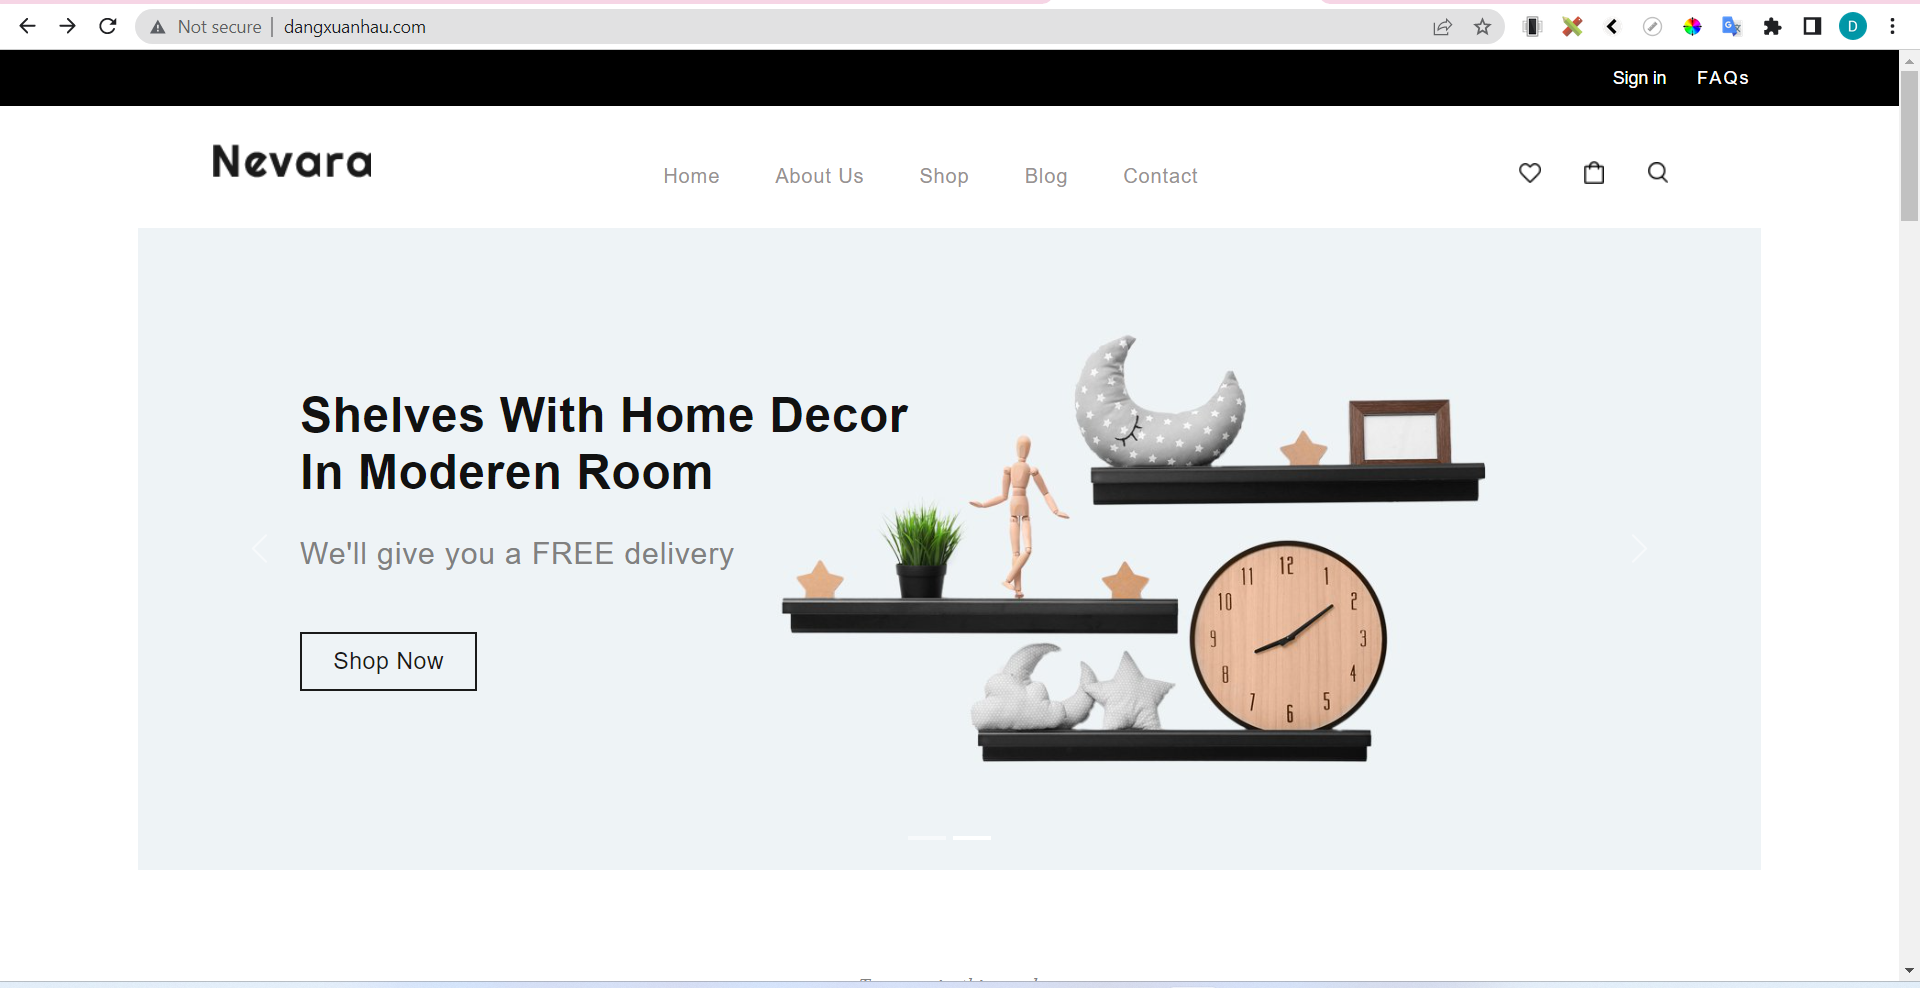 Not secure | dangxuanhau.com
D
Sign in FAQs
Nevara
Home About Us Shop Blog Contact
Shelves With Home Decor
In Moderen Room
We'll give you a FREE delivery
Shop Now
12
11 1
10 2
9 3
8 4
7 5
6